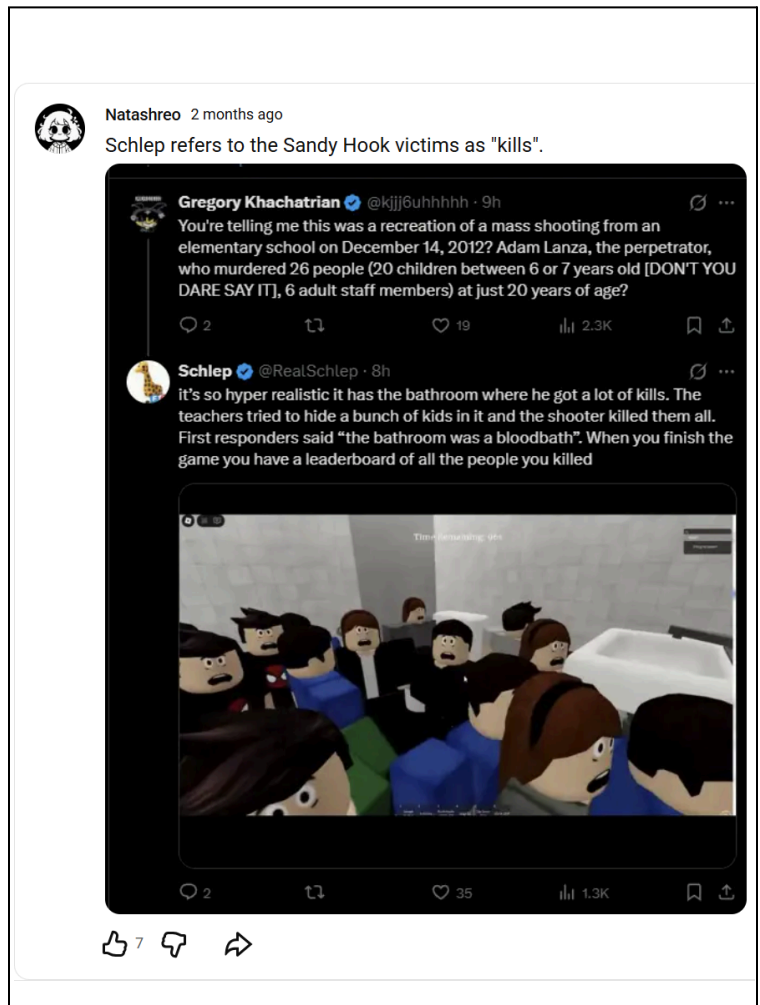 Natashreo 2 months ago
Schlep refers to the Sandy Hook victims as "kills".
Gregory Khachatrian @kjjj6uhhhhh · 9h
You're telling me this was a recreation of a mass shooting from an
elementary school on December 14, 2012? Adam Lanza, the perpetrator,
who murdered 26 people (20 children between 6 or 7 years old [DON'T YOU
DARE SAY IT], 6 adult staff members) at just 20 years of age?
2 19 2.3K
Schlep @RealSchlep · 8h
it's so hyper realistic it has the bathroom where he got a lot of kills. The
teachers tried to hide a bunch of kids in it and the shooter killed them all.
First responders said “the bathroom was a bloodbath”. When you finish the
game you have a leaderboard of all the people you killed
Time Remaining:
2 35 1.3K
7